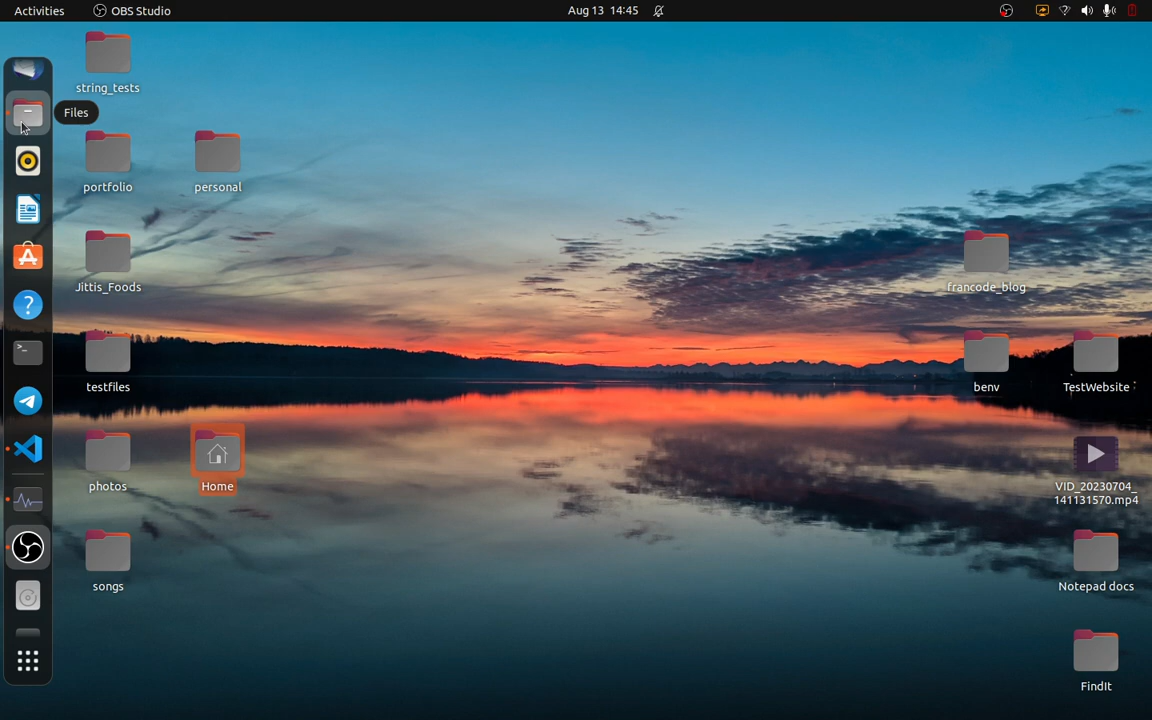 Activities OBS Studio Aug 13 14:45
string_tests
Files
portfolio personal
Jittis_Foods francode_blog
testfiles benv TestWebsite
photos Home VID_20230704_
141131570.mp4
songs Notepad docs
FindIt